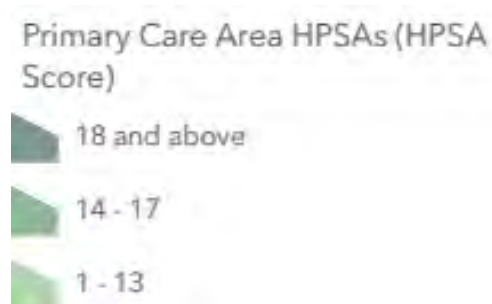 Primary Care Area HPSAs (HPSA
Score)
18 and above
14 - 17
1 - 13